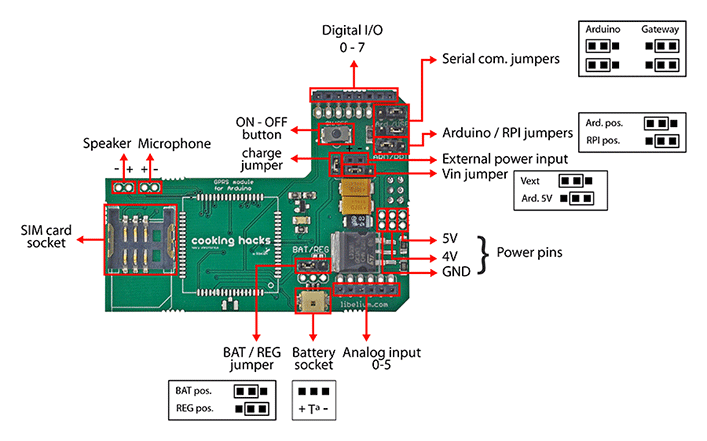 Digital I/O
0 - 7
Arduino Gateway
Serial com. jumpers
ON - OFF
button
Ard. pos.
RPI pos.
Arduino / RPI jumpers
Speaker Microphone
- + + -
charge
jumper
External power input
Vin jumper
Vext
Ard. 5V
+ -
GPRS module
for Arduino
SIM card
socket
cooking hacks
BAT/REG
5V
4V
GND
Power pins
libelium.com
BAT / REG
jumper
Battery
socket
Analog input
0-5
BAT pos.
REG pos.
+ Tª -